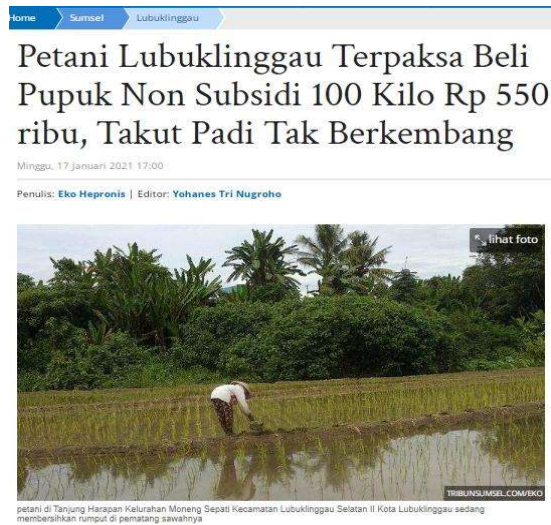 Home
Sumsel
Lubuklinggau
Petani Lubuklinggau Terpaksa Beli
Pupuk Non Subsidi 100 Kilo Rp 550
ribu, Takut Padi Tak Berkembang
Minggu, 17 Januari 2021 17:00
Penulis: Eko Hepronis | Editor: Yohanes Tri Nugroho
lihat foto
TRIBUNSUMSEL.COM/EKO
petani di Tanjung Harapan Kelurahan Moneng Sepati Kecamatan Lubuklinggau Selatan II Kota Lubuklinggau sedang
membersihkan rumput di pematang sawahnya